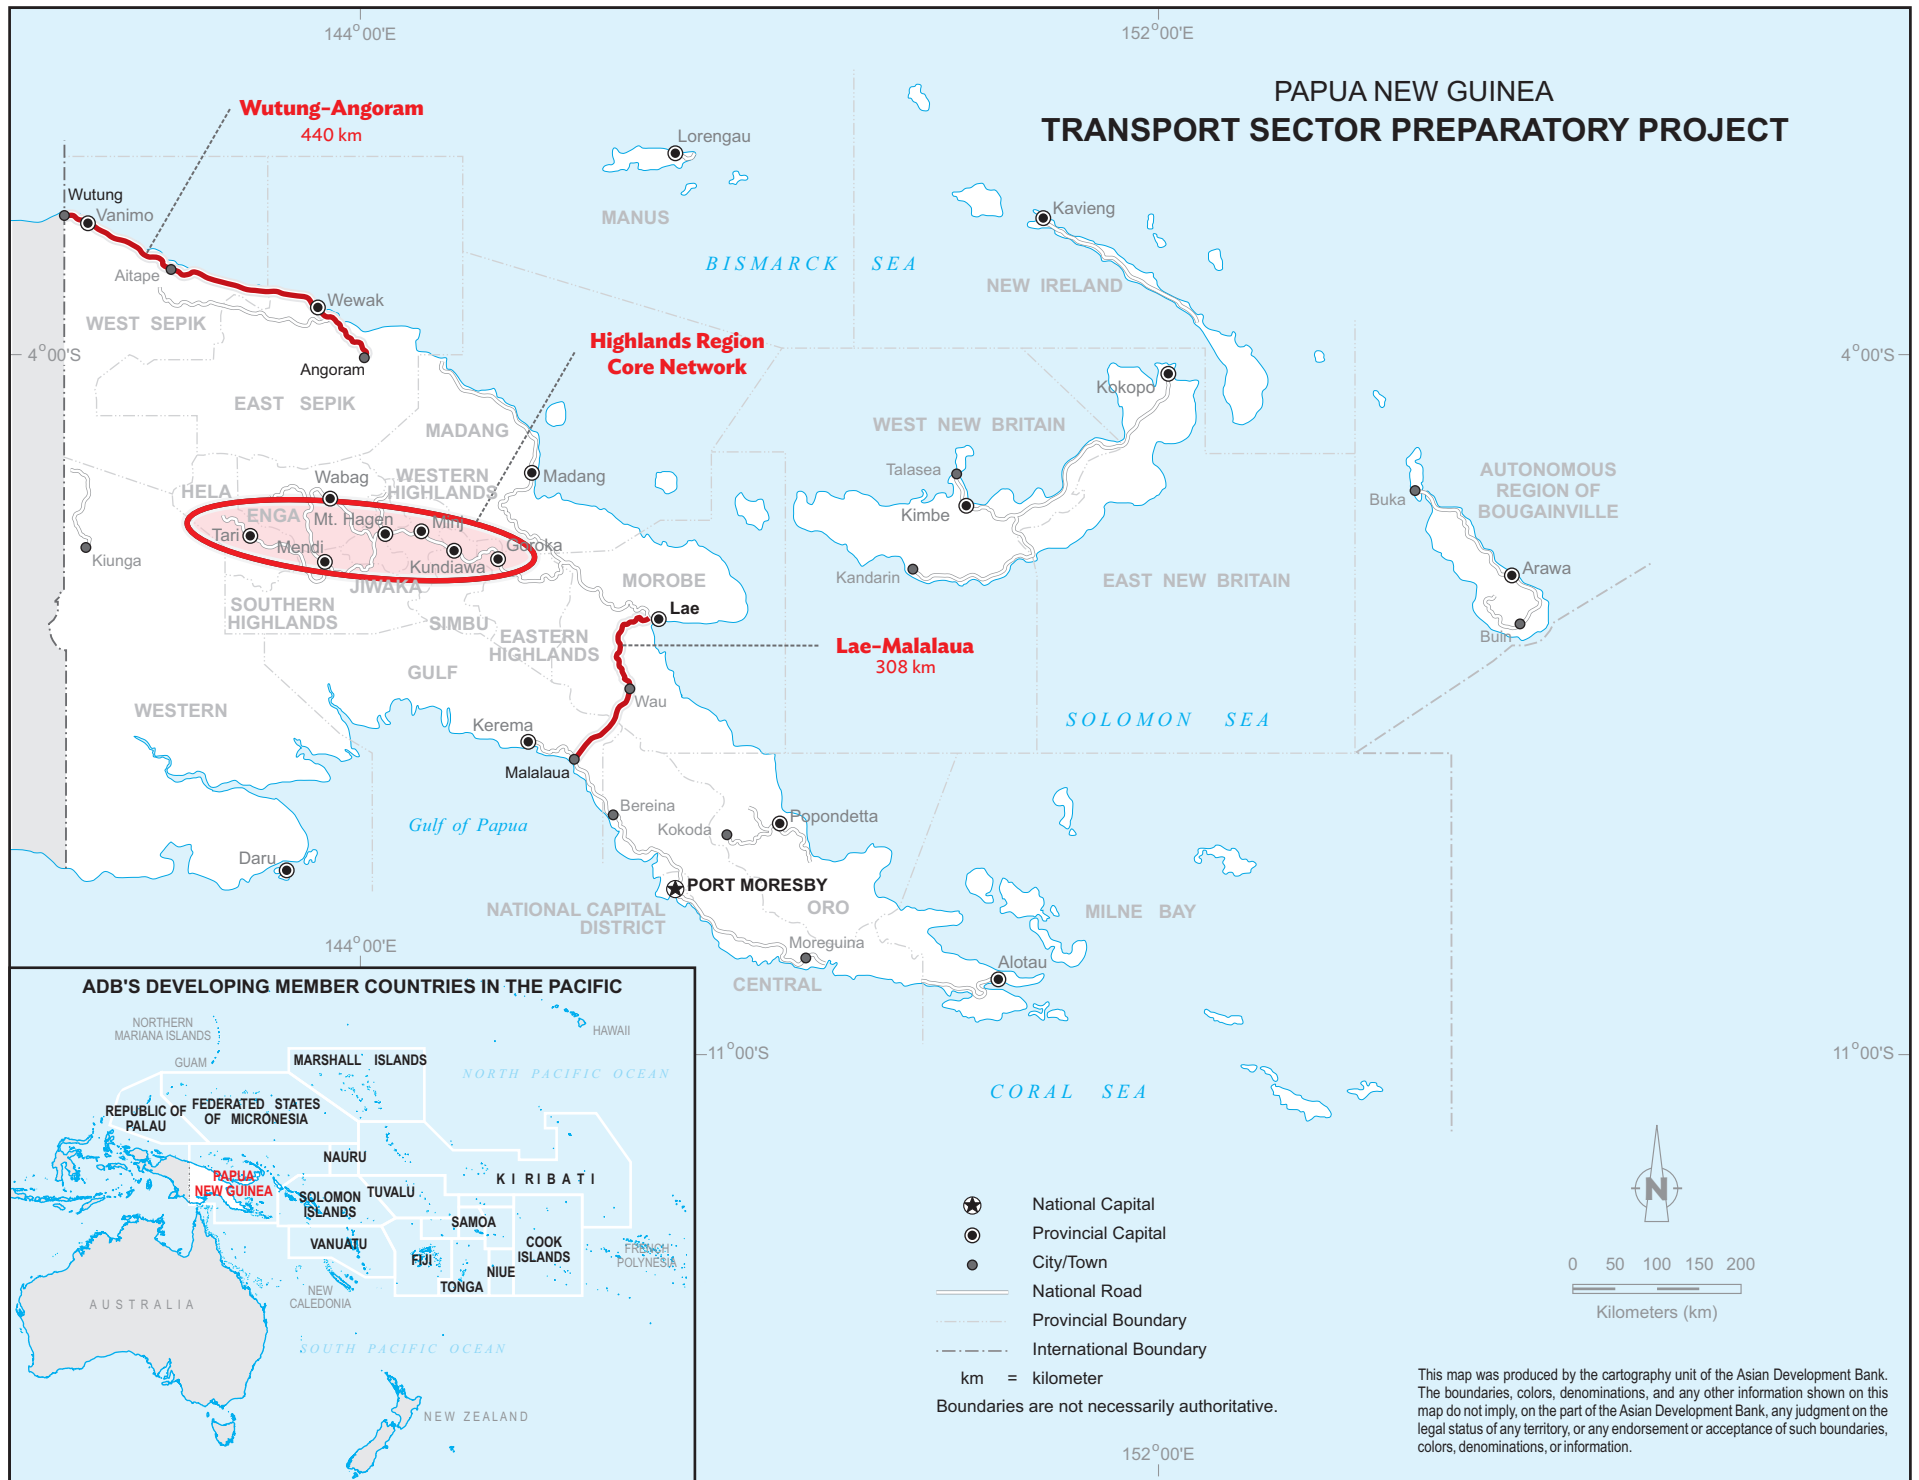 144°00'E
152°00'E
PAPUA NEW GUINEA
TRANSPORT SECTOR PREPARATORY PROJECT
Wutung–Angoram
440 km
Lorengau
Wutung
Vanimo
MANUS
Kavieng
Aitape
BISMARCK SEA
NEW IRELAND
Wewak
WEST SEPIK
Highlands Region
Core Network
4°00'S
4°00'S
Angoram
Kokopo
EAST SEPIK
MADANG
WEST NEW BRITAIN
Talasea
Wabag
WESTERN
HIGHLANDS
Madang
AUTONOMOUS
REGION OF
BOUGAINVILLE
Buka
HELA
ENGA
Mt. Hagen
Minj
Kimbe
Tari
Mendi
Goroka
Kundiawa
Kiunga
JIWAKA
MOROBE
Kandarin
EAST NEW BRITAIN
Arawa
SOUTHERN
HIGHLANDS
SIMBU
Lae
EASTERN
HIGHLANDS
Buin
Lae–Malalaua
308 km
GULF
WESTERN
Wau
Kerema
SOLOMON SEA
Malalaua
Bereina
Gulf of Papua
Kokoda
Popondetta
Daru
PORT MORESBY
NATIONAL CAPITAL
DISTRICT
ORO
MILNE BAY
144°00'E
Moreguina
Alotau
CENTRAL
11°00'S
11°00'S
CORAL SEA
ADB'S DEVELOPING MEMBER COUNTRIES IN THE PACIFIC
NORTHERN
MARIANA ISLANDS
HAWAII
GUAM
MARSHALL ISLANDS
NORTH PACIFIC OCEAN
REPUBLIC OF
PALAU
FEDERATED STATES
OF MICRONESIA
NAURU
PAPUA
NEW GUINEA
KIRIBATI
SOLOMON
ISLANDS
TUVALU
SAMOA
VANUATU
COOK
ISLANDS
FIJI
FRENCH
POLYNESIA
NIUE
TONGA
NEW
CALEDONIA
AUSTRALIA
SOUTH PACIFIC OCEAN
NEW ZEALAND
National Capital
Provincial Capital
City/Town
National Road
Provincial Boundary
International Boundary
km = kilometer
Boundaries are not necessarily authoritative.
N
0 50 100 150 200
Kilometers (km)
This map was produced by the cartography unit of the Asian Development Bank.
The boundaries, colors, denominations, and any other information shown on this
map do not imply, on the part of the Asian Development Bank, any judgment on the
legal status of any territory, or any endorsement or acceptance of such boundaries,
colors, denominations, or information.
152°00'E